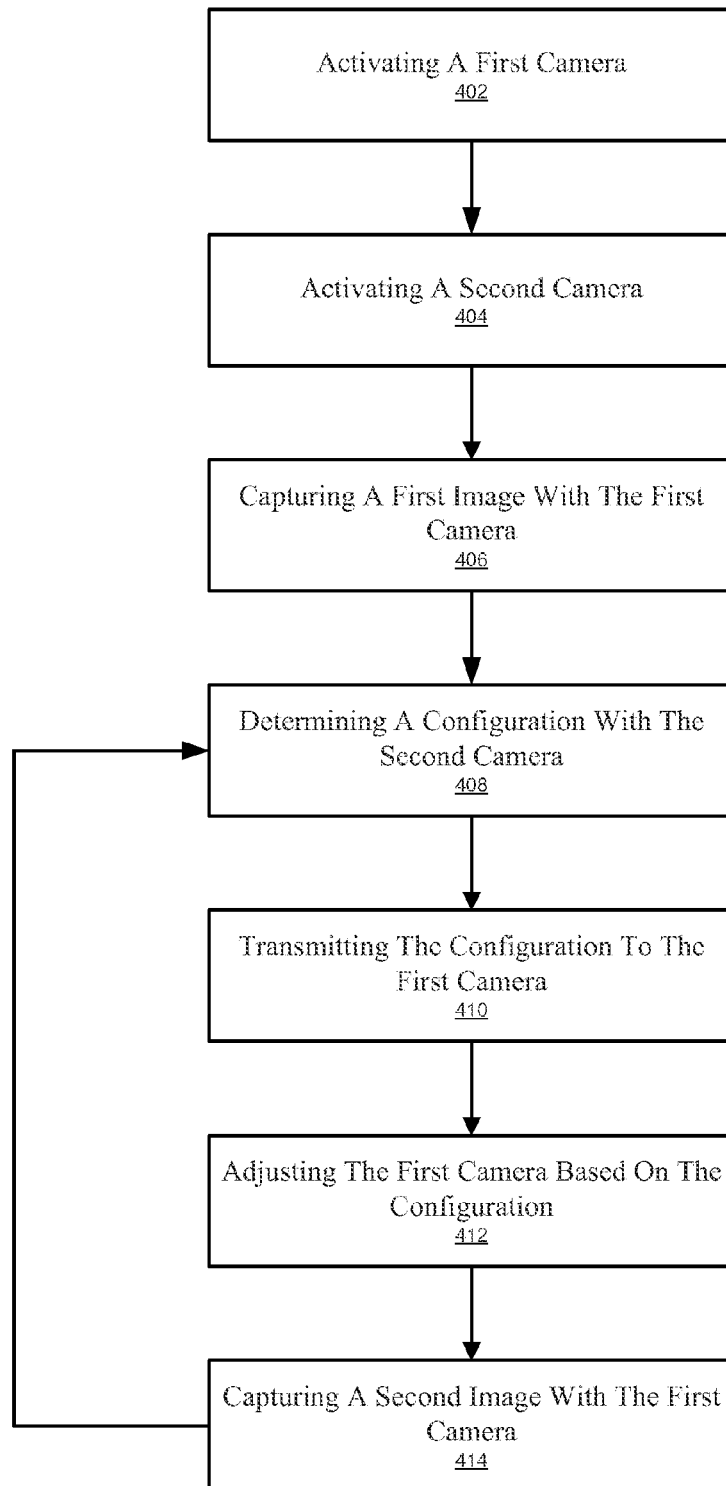 Activating A First Camera
402
Activating A Second Camera
404
Capturing A First Image With The First
Camera
406
Determining A Configuration With The
Second Camera
408
Transmitting The Configuration To The
First Camera
410
Adjusting The First Camera Based On The
Configuration
412
Capturing A Second Image With The First
Camera
414